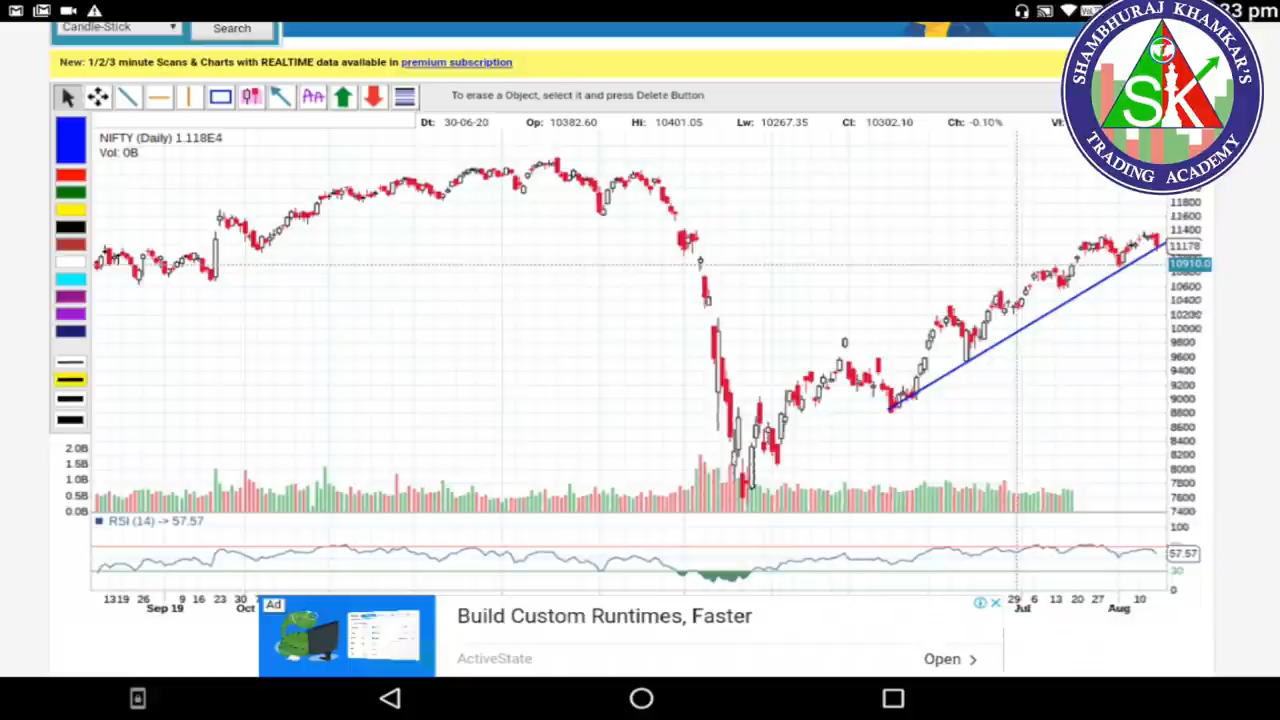 33 pm
Candle-Stick
Search
New: 1/2/3 minute Scans & Charts with REALTIME data available in premium subscription
To erase a Object, select it and press Delete Button
Dt: 30-06-20 Op: 10382.60 Hi: 10401.05 Lw: 10267.35 Cl: 10302.10 Ch: -0.10%
NIFTY (Daily) 1.118E4
Vol: 0B
SHAMBHURAJ KHAMKAR'S
SK
TRADING ACADEMY
11800
11600
11400
11178
10910.0
10600
10400
10200
10000
9800
9600
9400
9200
9000
8800
8600
8400
8200
8000
7800
7600
7400
2.0B
1.5B
1.0B
0.5B
0.0B
RSI (14) -> 57.57
100
57.57
30
0
13 19 26 9 16 23 30 29 6 13 20 27 10
Sep 19 Oct Jul Aug
Ad
Build Custom Runtimes, Faster
ActiveState
Open